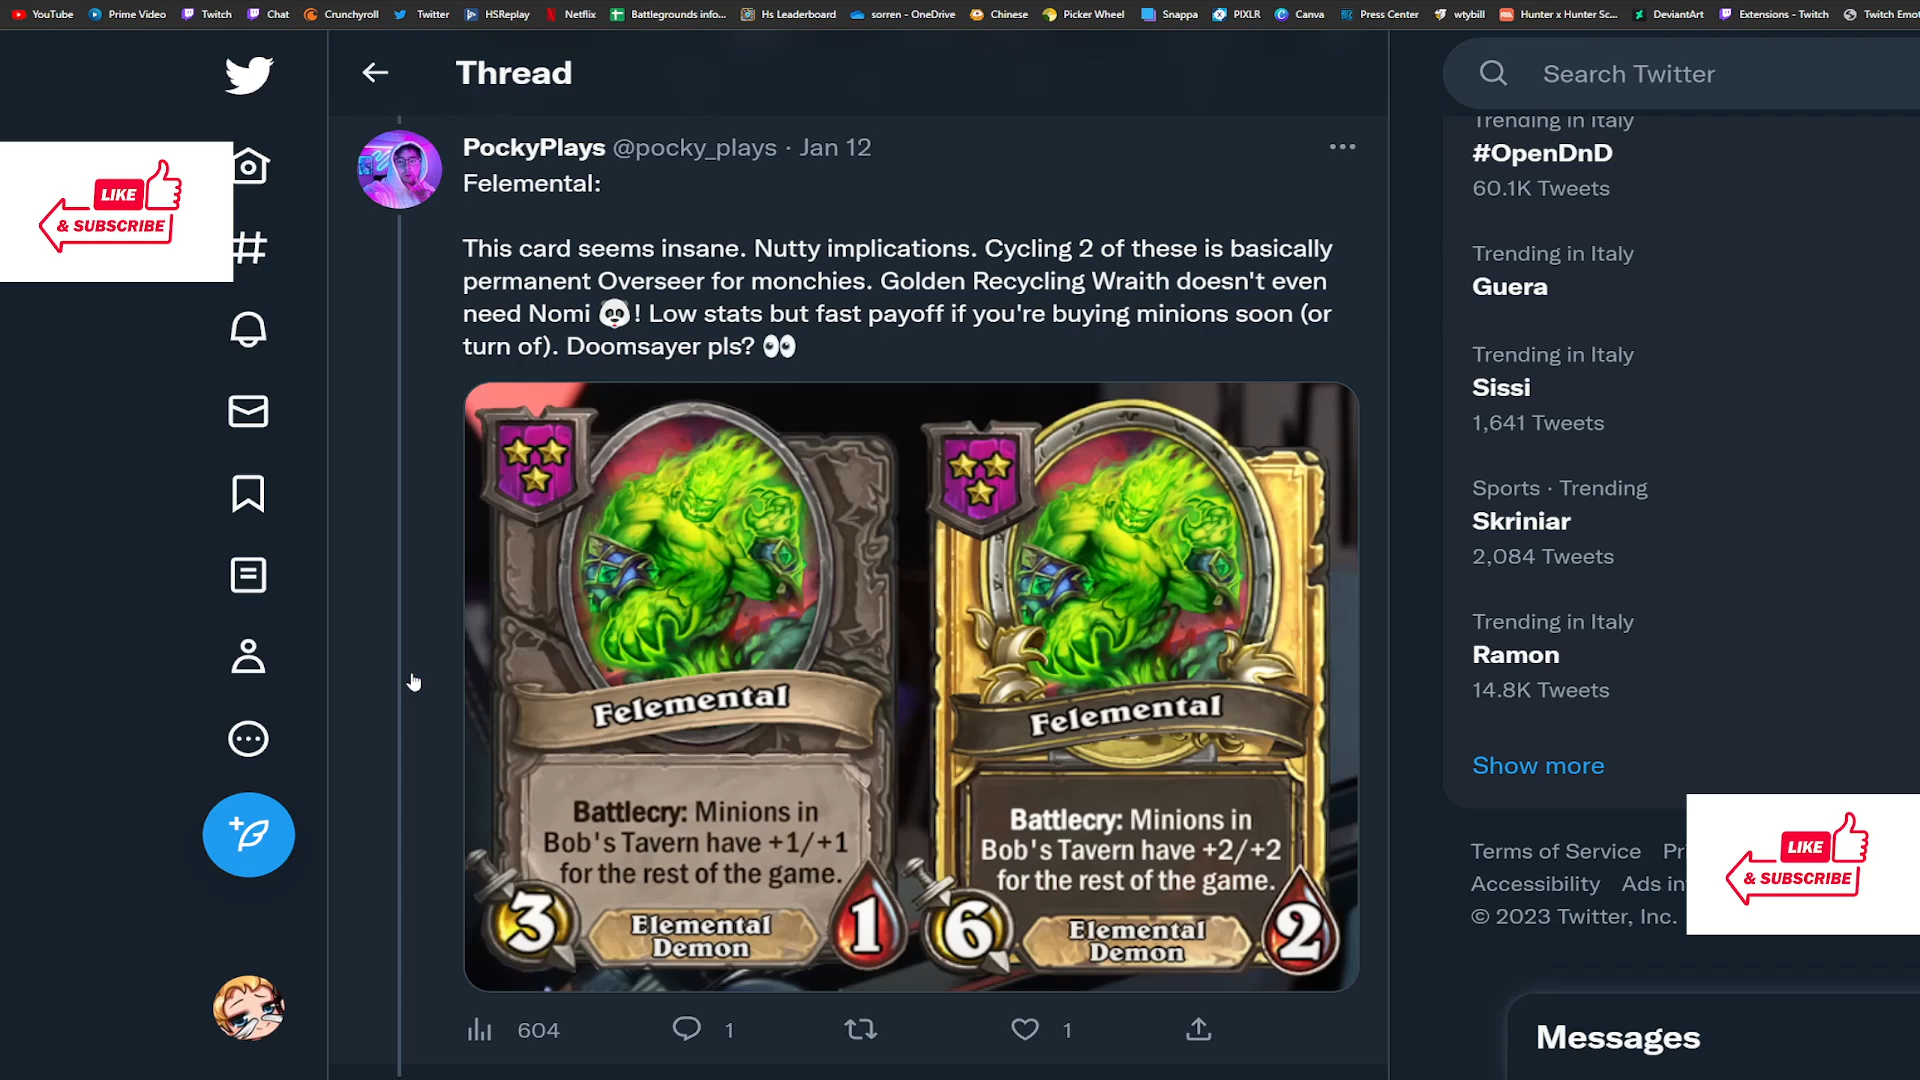 YouTube Prime Video Twitch Chat Crunchyroll Twitter HSReplay Netflix Battlegrounds info... Hs Leaderboard sorren - OneDrive Chinese Picker Wheel Snappa PIXLR Canva Press Center wtybill Hunter x Hunter Sc... DeviantArt Extensions - Twitch Twitch Emot
Thread
Search Twitter
LIKE
& SUBSCRIBE
PockyPlays @pocky_plays · Jan 12
Felemental:
This card seems insane. Nutty implications. Cycling 2 of these is basically
permanent Overseer for monchies. Golden Recycling Wraith doesn't even
need Nomi 🐼! Low stats but fast payoff if you're buying minions soon (or
turn of). Doomsayer pls? 👀
Felemental
Battlecry: Minions in
Bob's Tavern have +1/+1
for the rest of the game.
3
Elemental
Demon
1
Felemental
Battlecry: Minions in
Bob's Tavern have +2/+2
for the rest of the game.
6
Elemental
Demon
2
604 1 1
Trending in Italy
#OpenDnD
60.1K Tweets
Trending in Italy
Guera
Trending in Italy
Sissi
1,641 Tweets
Sports · Trending
Skriniar
2,084 Tweets
Trending in Italy
Ramon
14.8K Tweets
Show more
Terms of Service Pr
Accessibility Ads in
© 2023 Twitter, Inc.
LIKE
& SUBSCRIBE
Messages